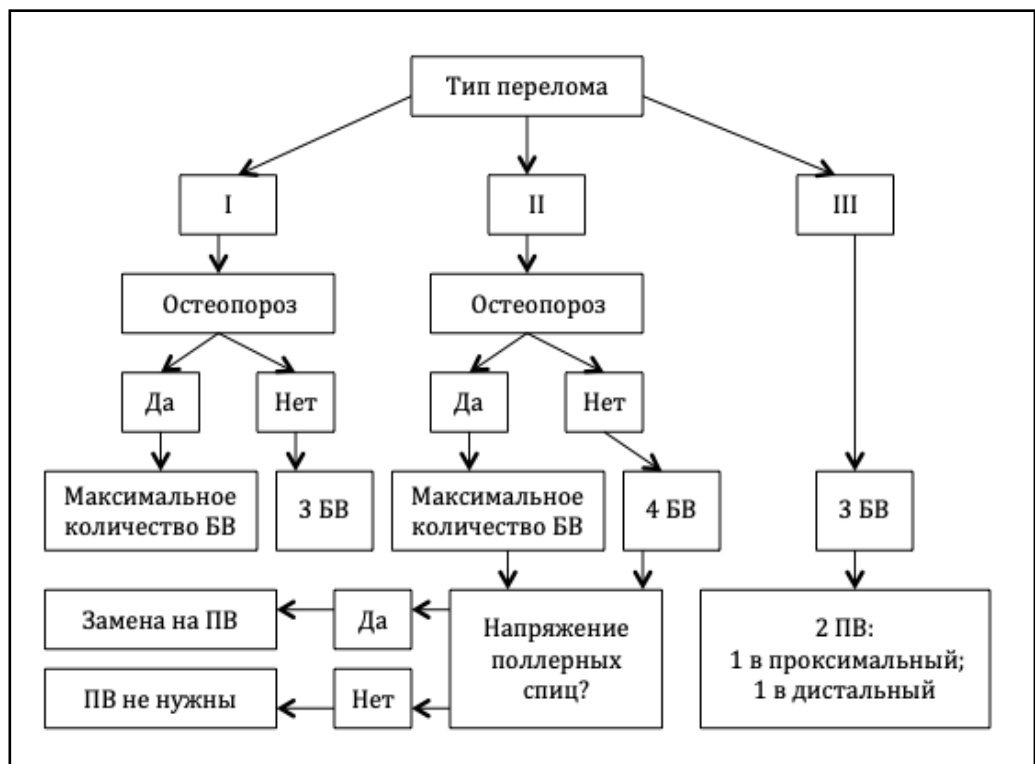 Тип перелома
I
II
III
Остеопороз
Остеопороз
Да
Нет
Да
Нет
Максимальное
количество БВ
3 БВ
Максимальное
количество БВ
4 БВ
3 БВ
Замена на ПВ
Да
Напряжение
поллерных
спиц?
ПВ не нужны
Нет
2 ПВ:
1 в проксимальный;
1 в дистальный